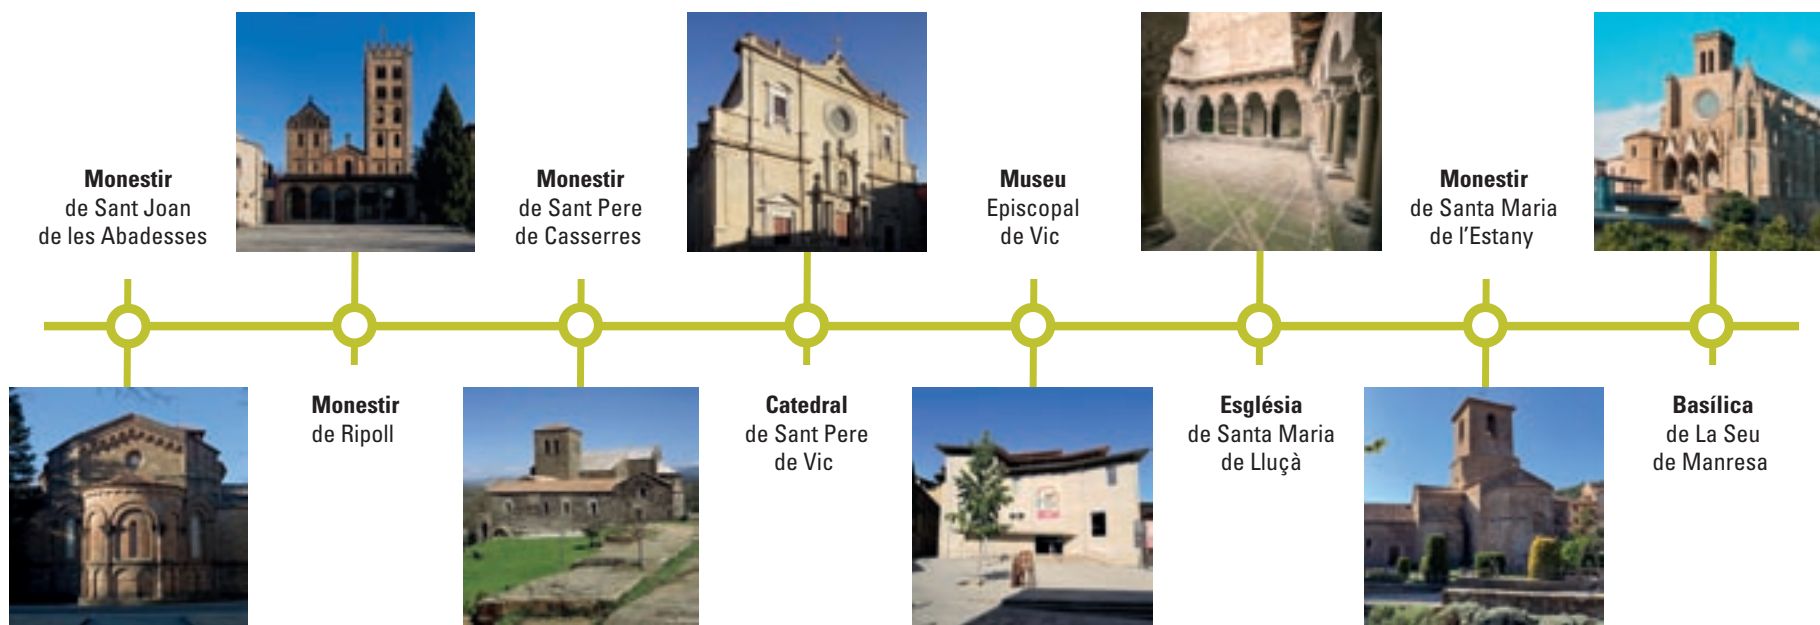 Monestir
de Sant Joan
de les Abadesses
Monestir
de Ripoll
Monestir
de Sant Pere
de Casserres
Catedral
de Sant Pere
de Vic
Museu
Episcopal
de Vic
Església
de Santa Maria
de Lluçà
Monestir
de Santa Maria
de l'Estany
Basílica
de La Seu
de Manresa